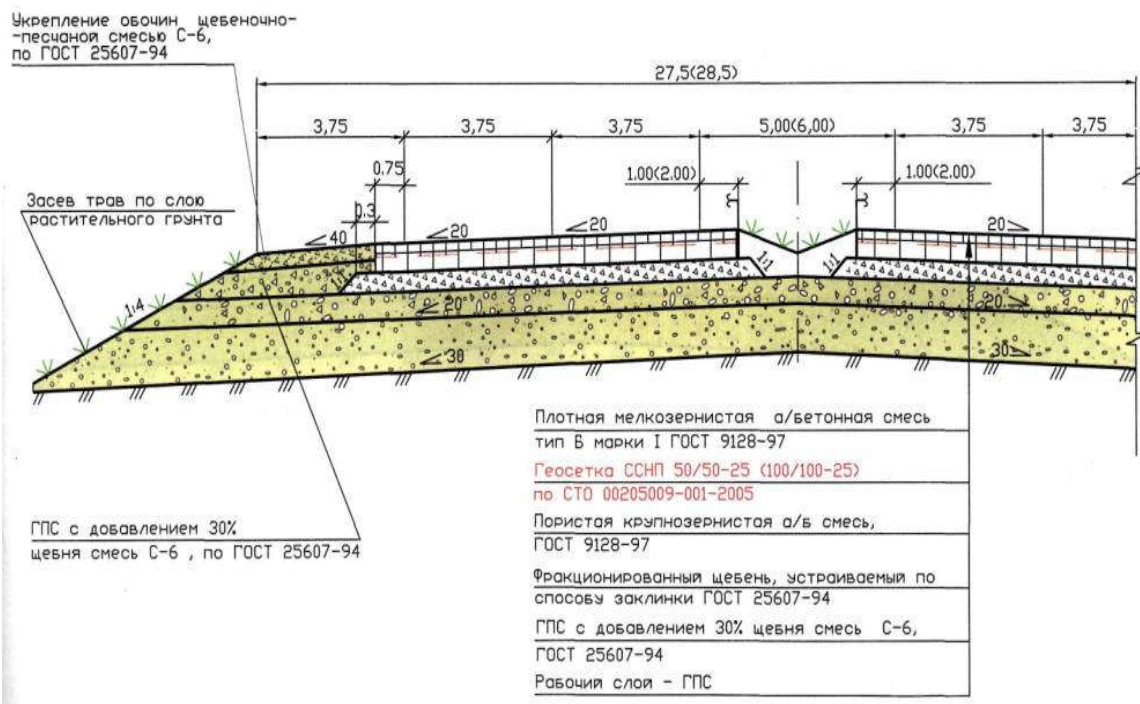 Укрепление обочин щебеночно-
-песчаной смесью С-6,
по ГОСТ 25607-94
27,5(28,5)
3,75 3,75 3,75 5,00(6,00) 3,75 3,75
0.75 1.00(2.00) 1.00(2.00)
Засев трав по слою
растительного грунта
0,3
40 20 20 20
1:4 1:1 1:1 1:1
20 20
30 30
Плотная мелкозернистая а/бетонная смесь
тип Б марки I ГОСТ 9128-97
Геосетка ССНП 50/50-25 (100/100-25)
по СТО 00205009-001-2005
Пористая крупнозернистая а/б смесь,
ГОСТ 9128-97
Фракционированный щебень, устраиваемый по
способу заклинки ГОСТ 25607-94
ГПС с добавлением 30% щебня смесь С-6,
ГОСТ 25607-94
Рабочий слой - ГПС
ГПС с добавлением 30%
щебня смесь С-6 , по ГОСТ 25607-94